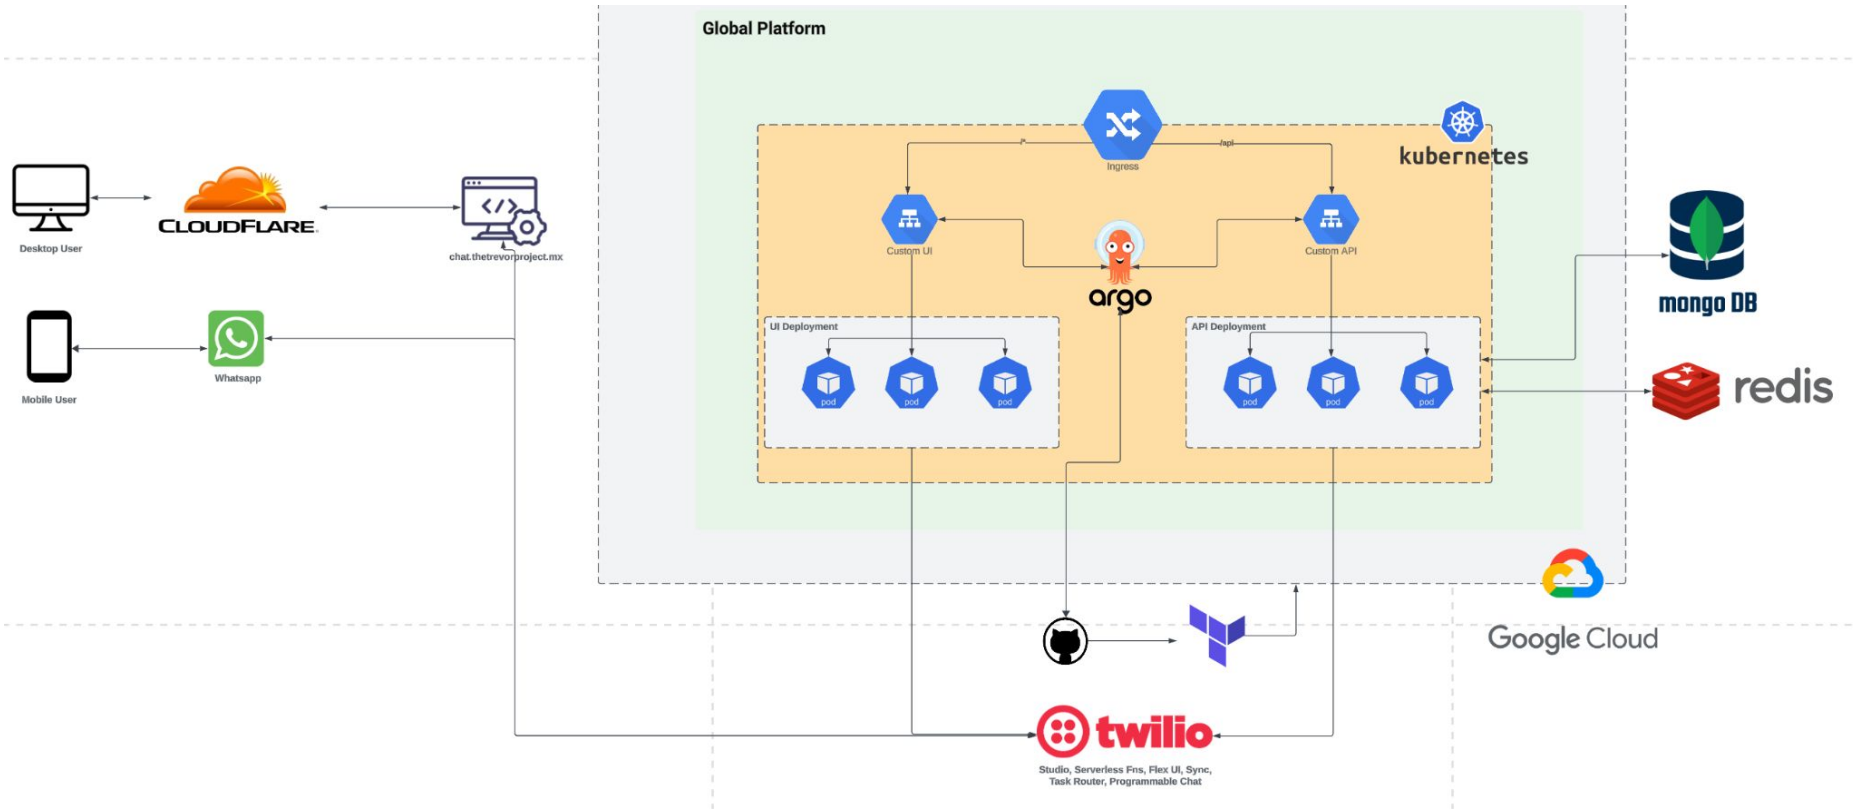 Global Platform
Ingress
/*
/api
kubernetes
Custom UI
Custom API
argo
UI Deployment
pod
pod
pod
API Deployment
pod
pod
pod
Desktop User
CLOUDFLARE
chat.thetrevorproject.mx
Mobile User
Whatsapp
mongo DB
redis
Google Cloud
twilio
Studio, Serverless Fns, Flex UI, Sync,
Task Router, Programmable Chat